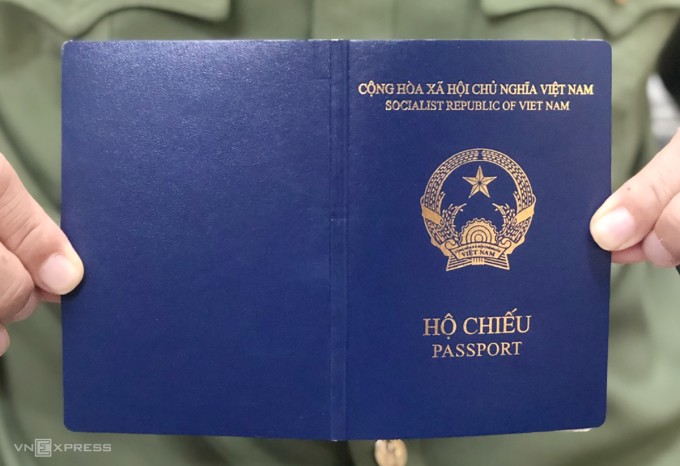 CỘNG HÒA XÃ HỘI CHỦ NGHĨA VIỆT NAM
SOCIALIST REPUBLIC OF VIET NAM
VIỆT NAM
HỘ CHIẾU
PASSPORT
VNEXPRESS